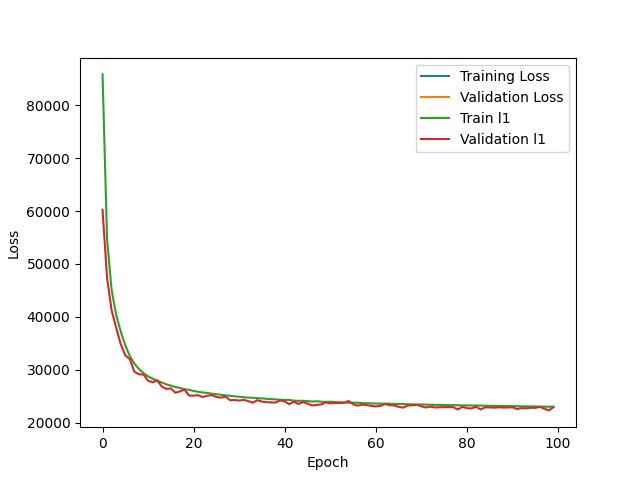 Training Loss
Validation Loss
Train l1
Validation l1
Loss
80000
70000
60000
50000
40000
30000
20000
0 20 40 60 80 100
Epoch